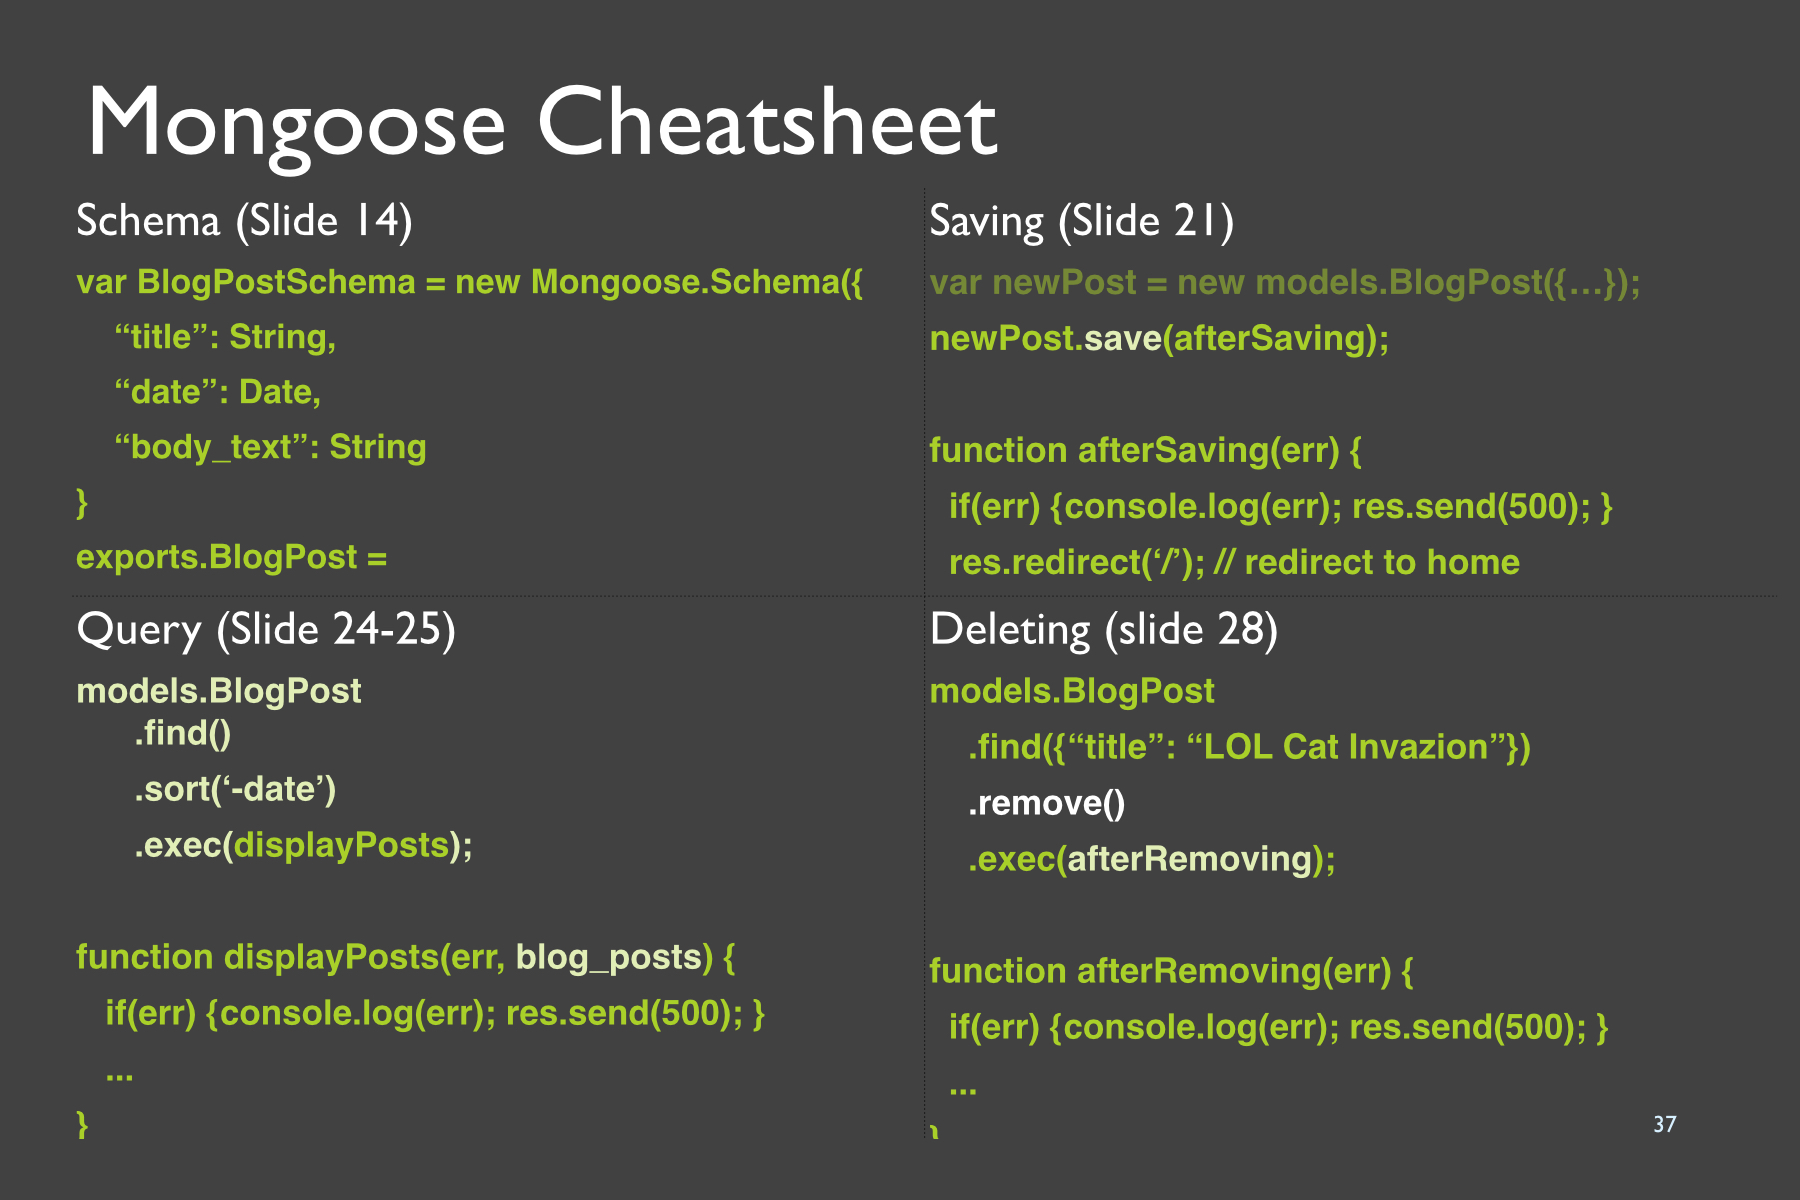 Mongoose Cheatsheet
Schema (Slide 14)
var BlogPostSchema = new Mongoose.Schema({
“title”: String,
“date”: Date,
“body_text”: String
}
exports.BlogPost =
Saving (Slide 21)
var newPost = new models.BlogPost({…});
newPost.save(afterSaving);
function afterSaving(err) {
if(err) {console.log(err); res.send(500); }
res.redirect(‘/’); // redirect to home
Query (Slide 24-25)
models.BlogPost
.find()
.sort(‘-date’)
.exec(displayPosts);
function displayPosts(err, blog_posts) {
if(err) {console.log(err); res.send(500); }
...
}
Deleting (slide 28)
models.BlogPost
.find({“title”: “LOL Cat Invazion”})
.remove()
.exec(afterRemoving);
function afterRemoving(err) {
if(err) {console.log(err); res.send(500); }
...
}
37